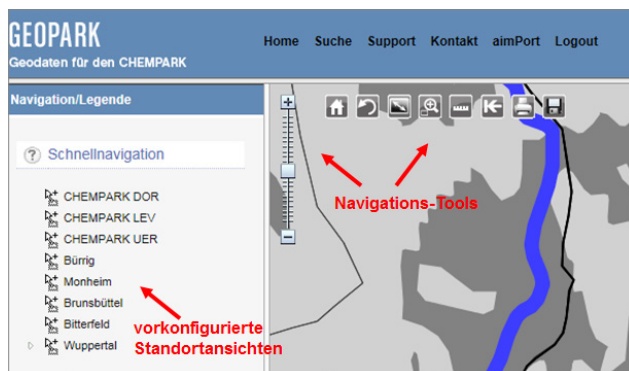 GEOPARK
Geodaten für den CHEMPARK
Home Suche Support Kontakt aimPort Logout
Navigation/Legende
Schnellnavigation
CHEMPARK DOR
CHEMPARK LEV
CHEMPARK UER
Bürrig
Monheim
Brunsbüttel
Bitterfeld
Wuppertal
Navigations-Tools
vorkonfigurierte
Standortansichten